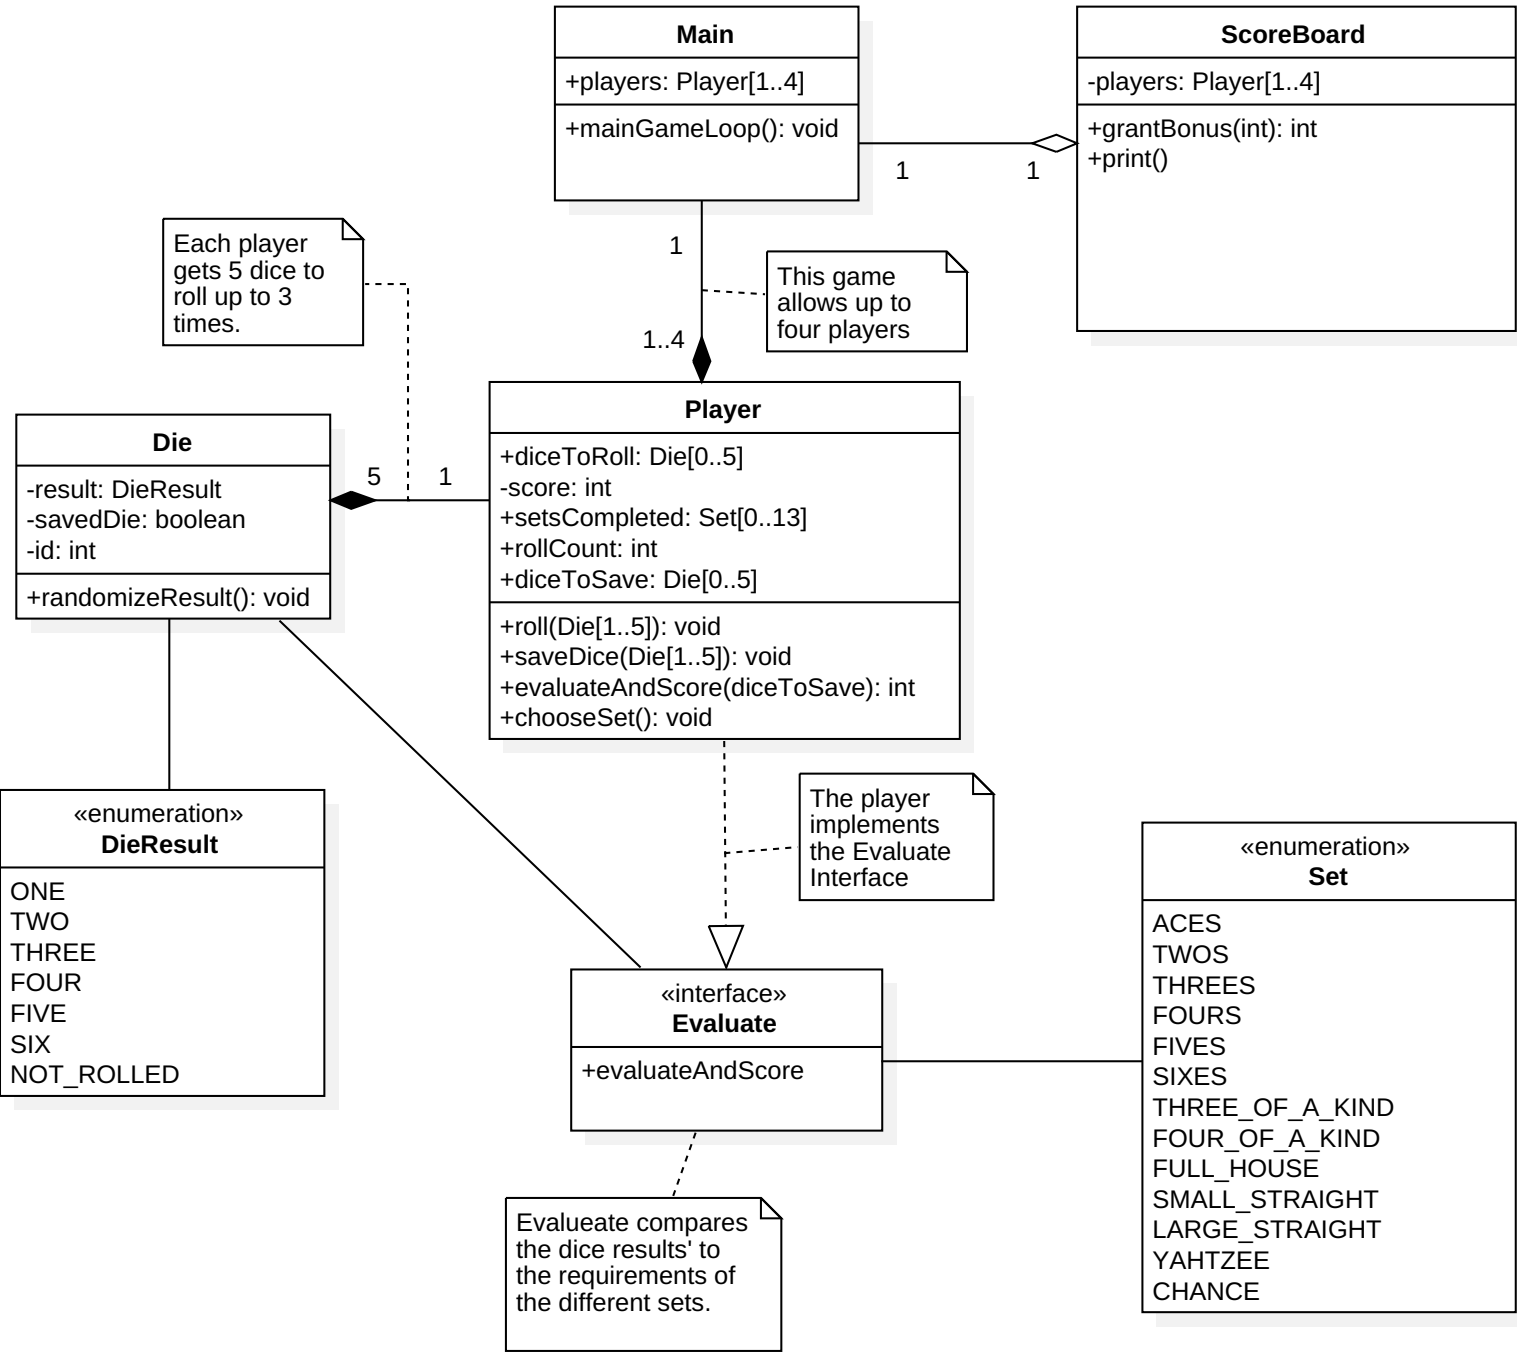 Main
+players: Player[1..4]
+mainGameLoop(): void
ScoreBoard
-players: Player[1..4]
+grantBonus(int): int
+print()
1
1
1
1..4
This game
allows up to
four players
Each player
gets 5 dice to
roll up to 3
times.
Die
-result: DieResult
-savedDie: boolean
-id: int
+randomizeResult(): void
5
1
Player
+diceToRoll: Die[0..5]
-score: int
+setsCompleted: Set[0..13]
+rollCount: int
+diceToSave: Die[0..5]
+roll(Die[1..5]): void
+saveDice(Die[1..5]): void
+evaluateAndScore(diceToSave): int
+chooseSet(): void
«enumeration»
DieResult
ONE
TWO
THREE
FOUR
FIVE
SIX
NOT_ROLLED
The player
implements
the Evaluate
Interface
«interface»
Evaluate
+evaluateAndScore
«enumeration»
Set
ACES
TWOS
THREES
FOURS
FIVES
SIXES
THREE_OF_A_KIND
FOUR_OF_A_KIND
FULL_HOUSE
SMALL_STRAIGHT
LARGE_STRAIGHT
YAHTZEE
CHANCE
Evalueate compares
the dice results' to
the requirements of
the different sets.